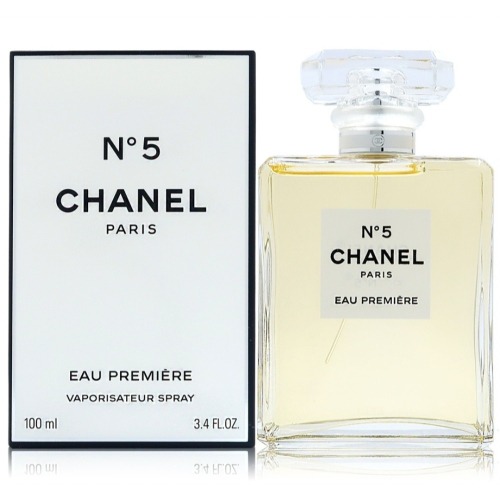 N°5
CHANEL
PARIS
EAU PREMIÈRE
VAPORISATEUR SPRAY
100 ml 3.4 FL.OZ.
N°5
CHANEL
PARIS
EAU PREMIÈRE